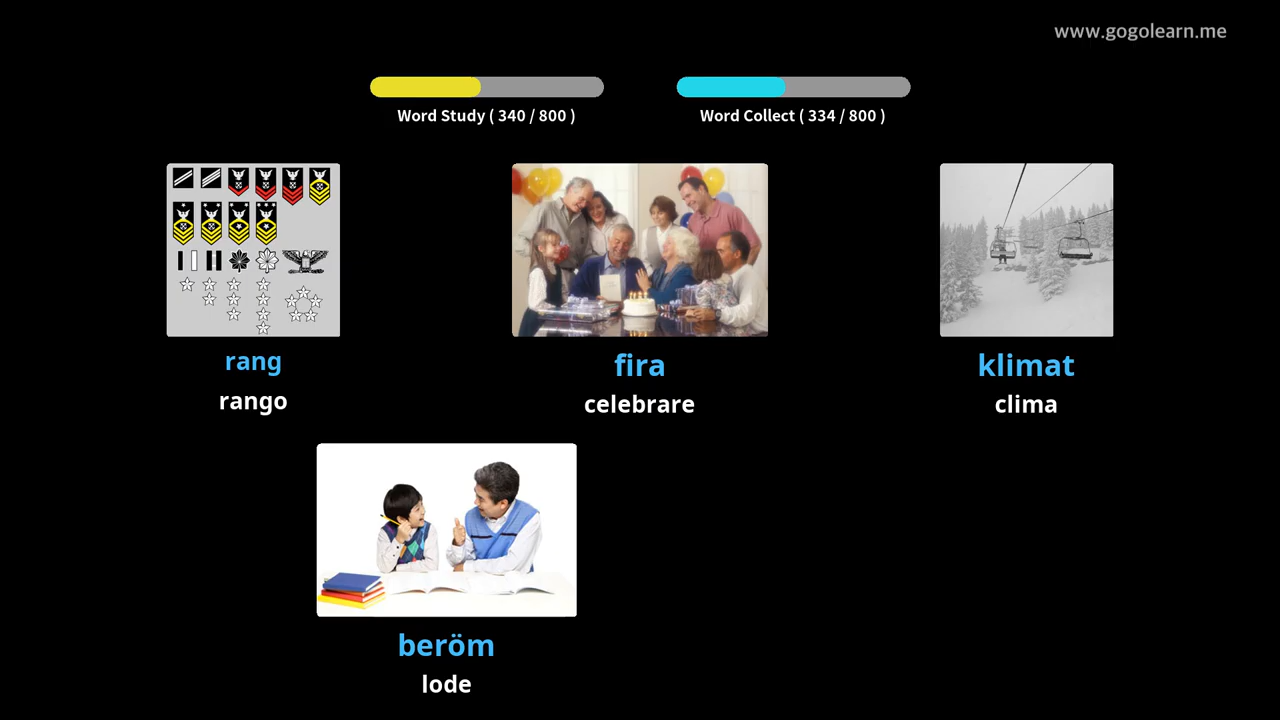 www.gogolearn.me
Word Study ( 340 / 800 )
Word Collect ( 334 / 800 )
rang
rango
fira
celebrare
klimat
clima
beröm
lode